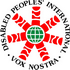 DISABLED PEOPLES' INTERNATIONAL
VOX NOSTRA